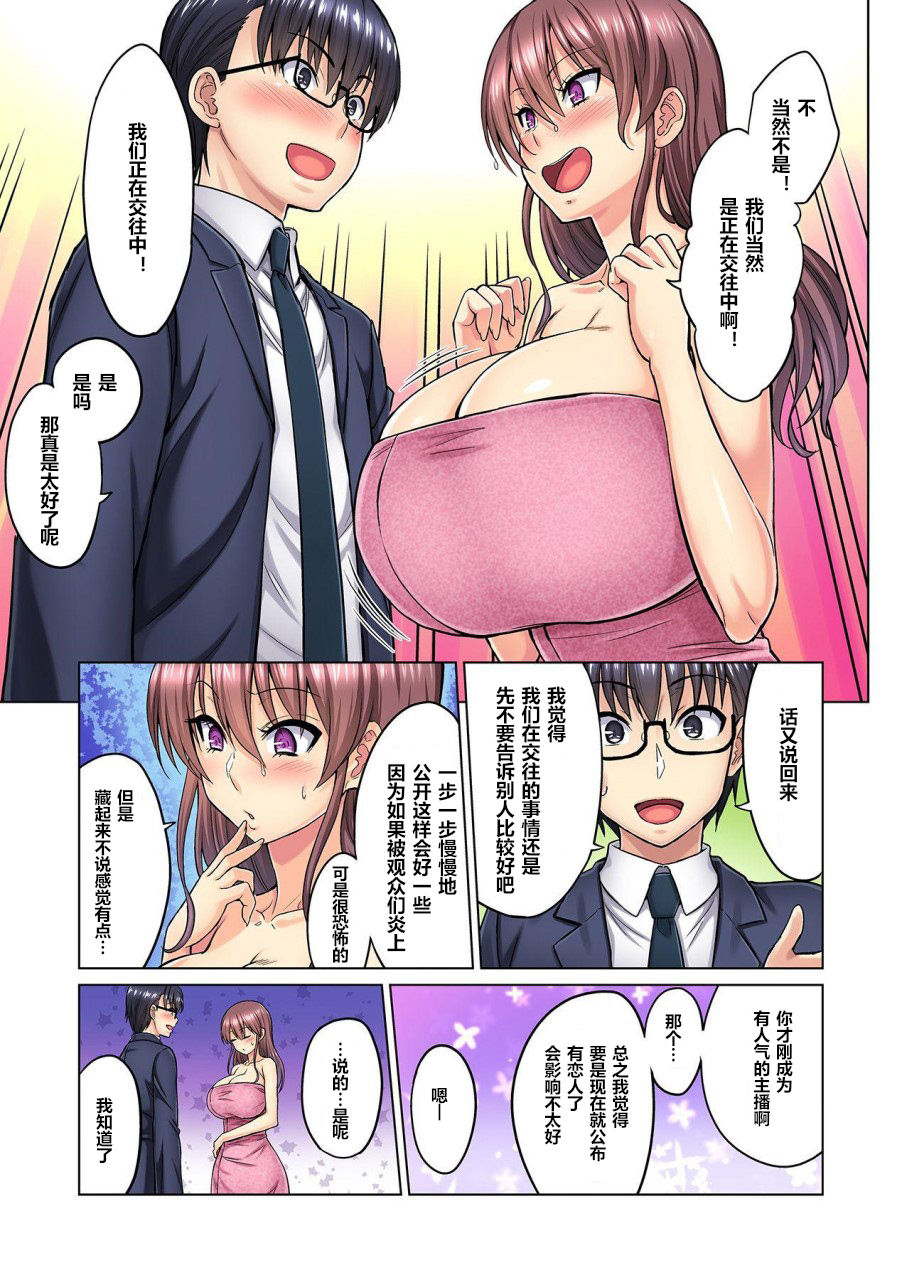 不
当然不是！
我们当然
是正在交往中啊！
我们正在交往中！
是
是吗
那真是太好了呢
话又说回来
我觉得
我们在交往的事情还是
先不要告诉别人比较好吧
一步一步慢慢地
公开这样会好一些
因为如果被观众们炎上
可是很恐怖的
但是
藏起来不说感觉有点…
你才刚成为
有人气的主播啊
那个…
总之我觉得
要是现在就公布
有恋人了
会影响不太好
嗯—
…说的…是呢
我知道了